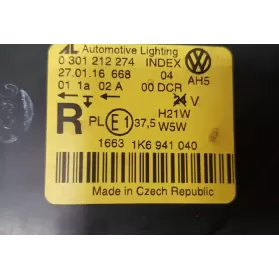 AL Automotive Lighting
0 301 212 274 INDEX
27.01.16 668 04 AH5
01 1a 02 A 00 DCR
24 V
R PL E1 37,5 H21W
W5W
1663 1K6 941 040
Made in Czech Republic